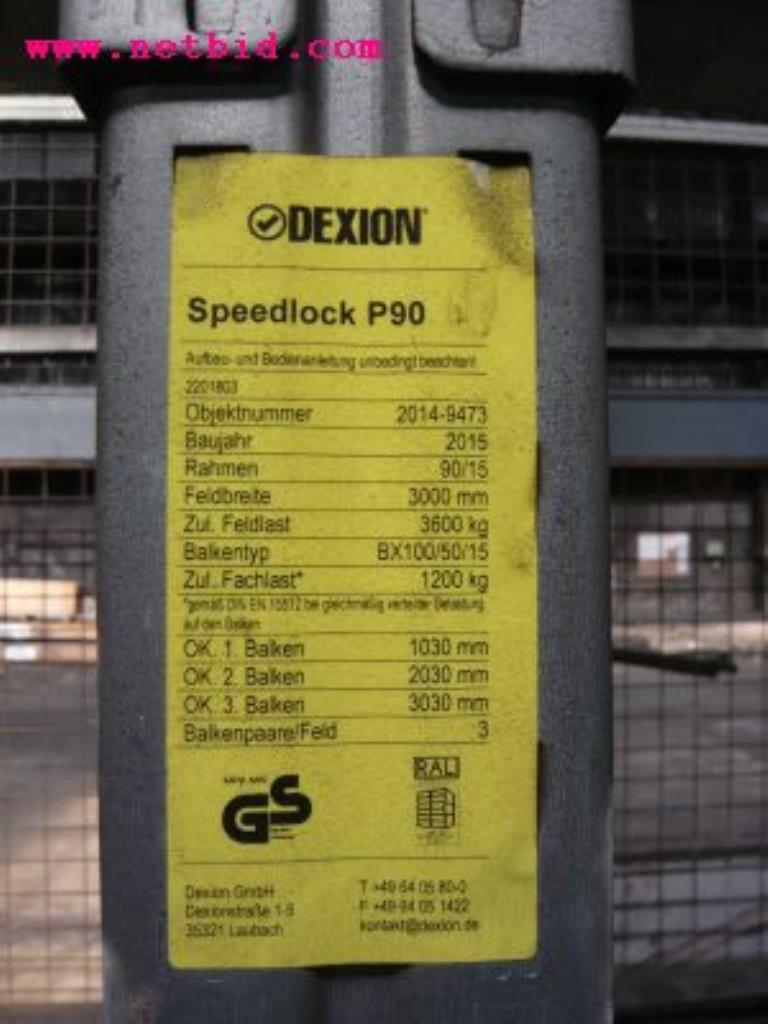 www.netbid.com
DEXION
Speedlock P90
Aufbau- und Bedienanleitung unbedingt beachten!
2201803
Objektnummer 2014-9473
Baujahr 2015
Rahmen 90/15
Feldbreite 3000 mm
Zul. Feldlast 3600 kg
Balkentyp BX100/50/15
Zul. Fachlast* 1200 kg
*gemäß DIN EN 15512 bei gleichmäßig verteilter Belastung
auf den Balken
OK. 1. Balken 1030 mm
OK. 2. Balken 2030 mm
OK. 3. Balken 3030 mm
Balkenpaare/Feld 3
GS
RAL
Dexion GmbH T +49 64 05 80-0
Dexionstraße 1-5 F +49 64 05 1422
35321 Laubach kontakt@dexion.de